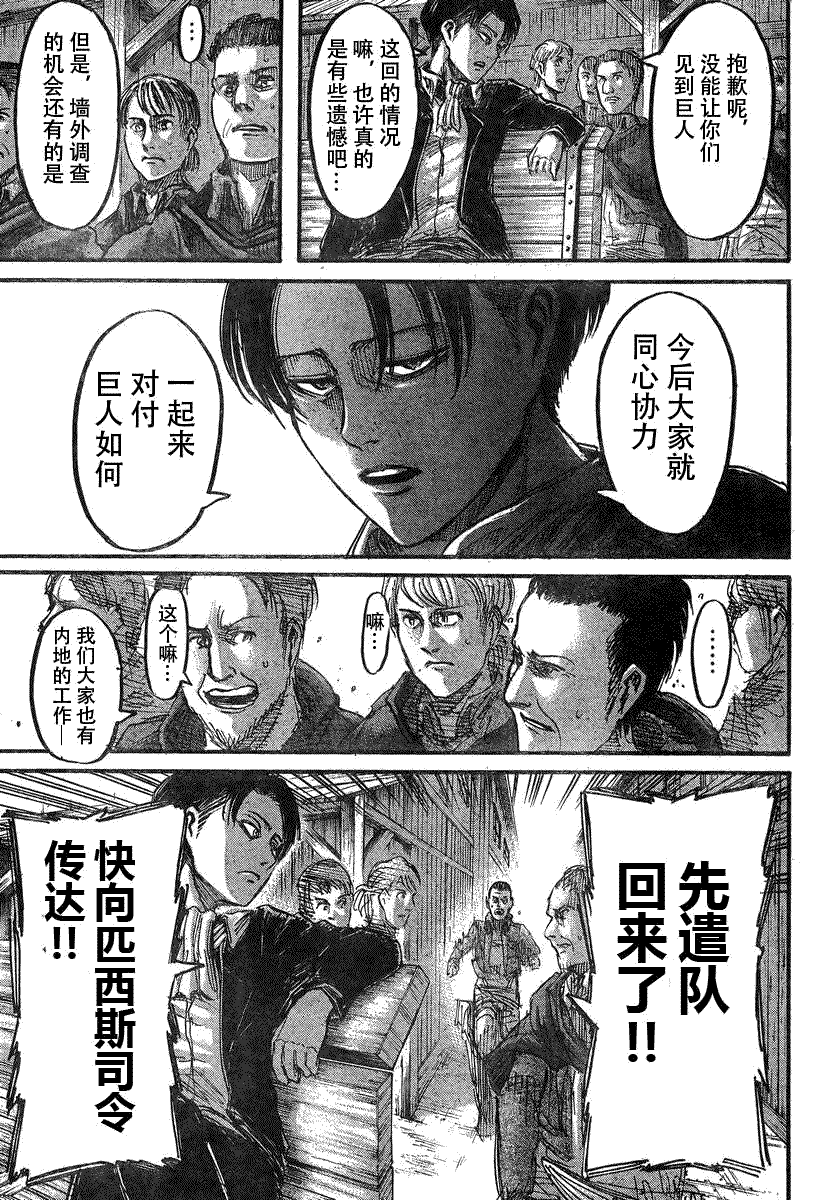 抱歉呢，
没能让你们
见到巨人
这回的情况
嘛，也许真的
是有些遗憾吧…
…
但是，墙外调查
的机会还有的是
今后大家就
同心协力
一起来
对付
巨人如何
……
嘛…
这个嘛…
我们大家也有
内地的工作—
先遣队
回来了!!
快向匹西斯司令
传达!!